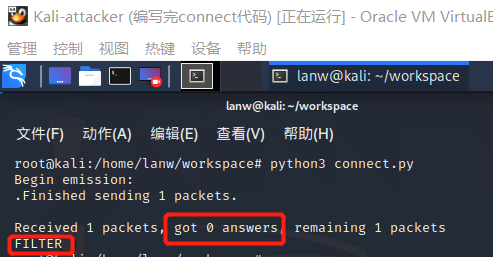 Kali-attacker (编写完connect代码) [正在运行] - Oracle VM VirtualB
管理 控制 视图 热键 设备 帮助
lanw@kali: ~/workspace
lanw@kali: ~/workspace
文件(F) 动作(A) 编辑(E) 查看(V) 帮助(H)
root@kali:/home/lanw/workspace# python3 connect.py
Begin emission:
.Finished sending 1 packets.
Received 1 packets, got 0 answers, remaining 1 packets
FILTER